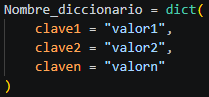 Nombre_diccionario = dict(
    clave1 = "valor1",
    clave2 = "valor2",
    claven = "valorn"
)